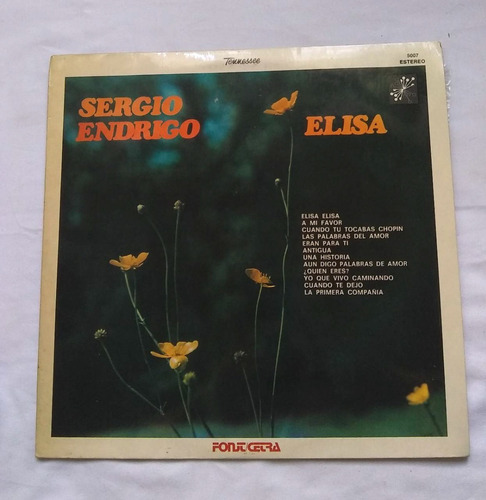 Tennessee
5007
ESTEREO
SERGIO
ENDRIGO
ELISA
ELISA ELISA
A MI FAVOR
CUANDO TU TOCABAS CHOPIN
LAS PALABRAS DEL AMOR
ERAN PARA TI
ANTIGUA
UNA HISTORIA
AUN DIGO PALABRAS DE AMOR
¿QUIEN ERES?
YO QUE VIVO CAMINANDO
CUANDO TE DEJO
LA PRIMERA COMPAÑIA
FONIT/CETRA